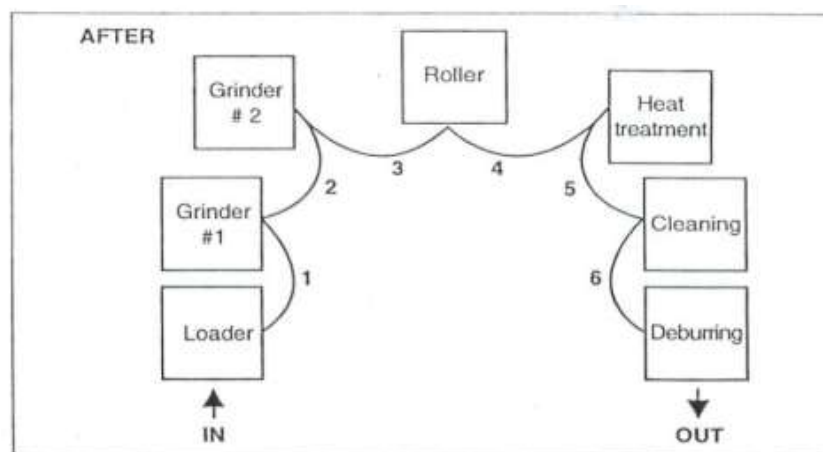 AFTER
Grinder
# 2
Roller
Heat
treatment
2
3
4
5
Grinder
#1
Cleaning
1
6
Loader
Deburring
IN
OUT